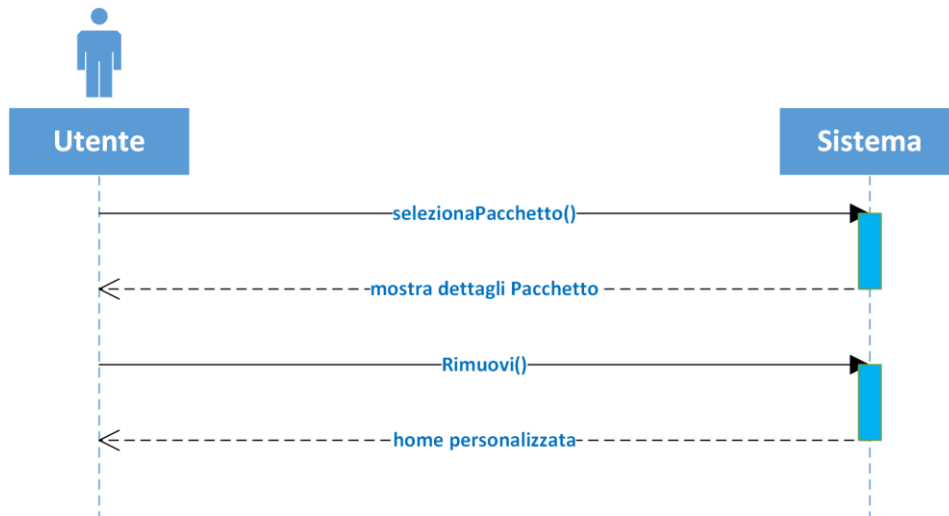 Utente
Sistema
selezionaPacchetto()
mostra dettagli Pacchetto
Rimuovi()
home personalizzata